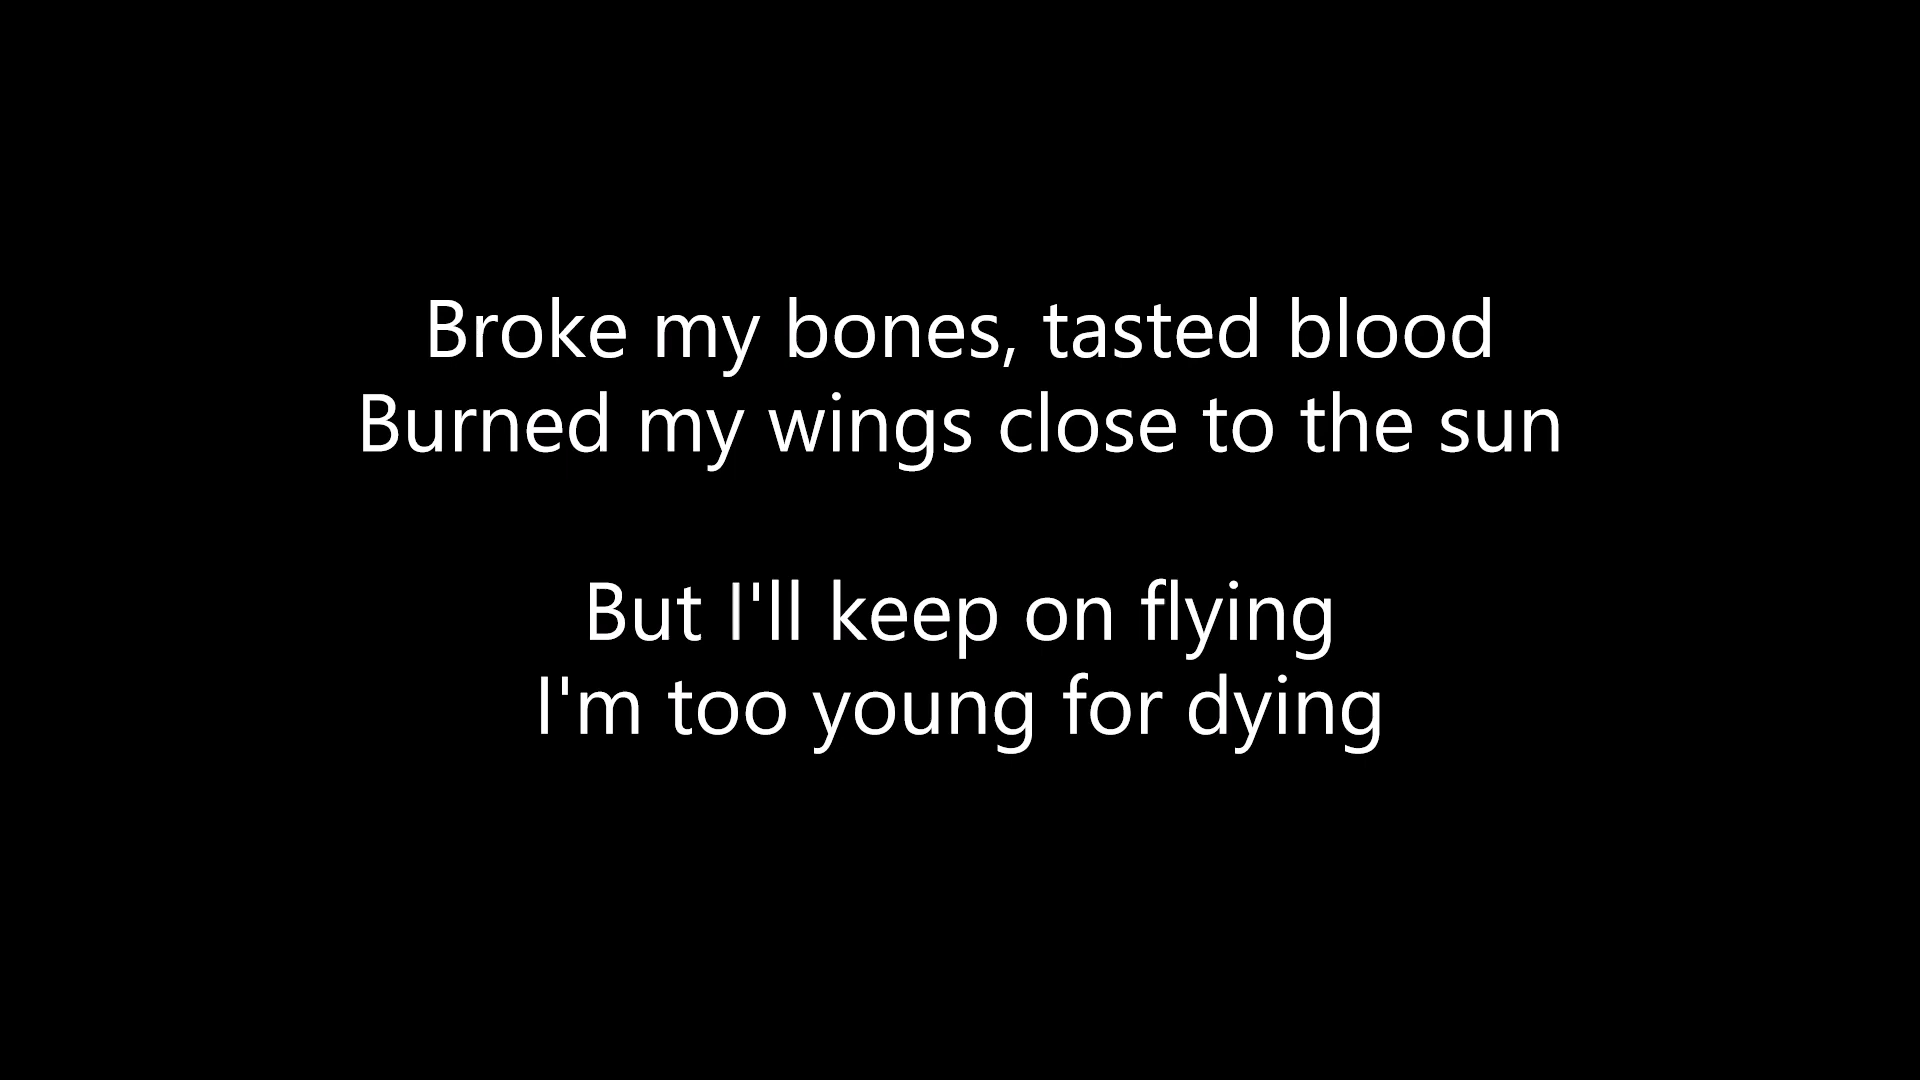 Broke my bones, tasted blood
Burned my wings close to the sun
But I'll keep on flying
I'm too young for dying